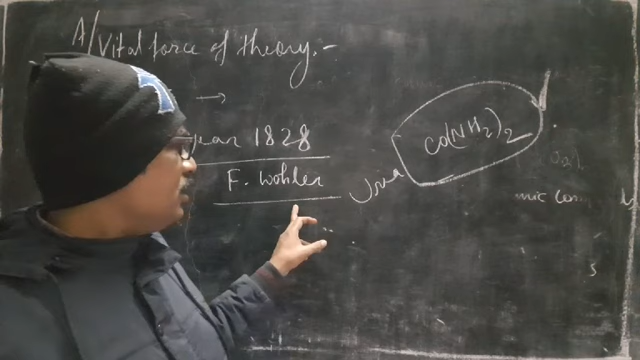 A/ Vital force of theory :-
→
year 1828
F. Wohler
Urea CO(NH2)2